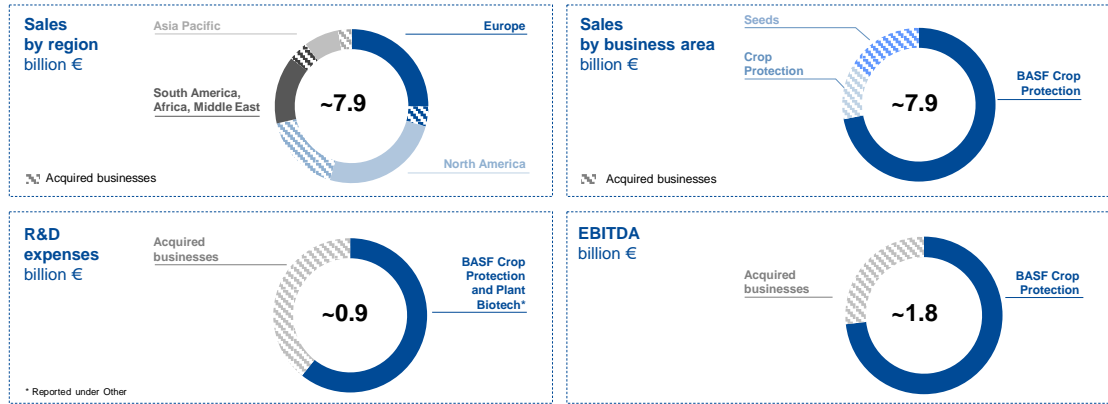 Sales
by region
billion €
Asia Pacific
Europe
South America,
Africa, Middle East
~7.9
North America
Acquired businesses
Sales
by business area
billion €
Seeds
Crop
Protection
BASF Crop
Protection
~7.9
Acquired businesses
R&D
expenses
billion €
Acquired
businesses
BASF Crop
Protection
and Plant
Biotech*
~0.9
* Reported under Other
EBITDA
billion €
Acquired
businesses
BASF Crop
Protection
~1.8